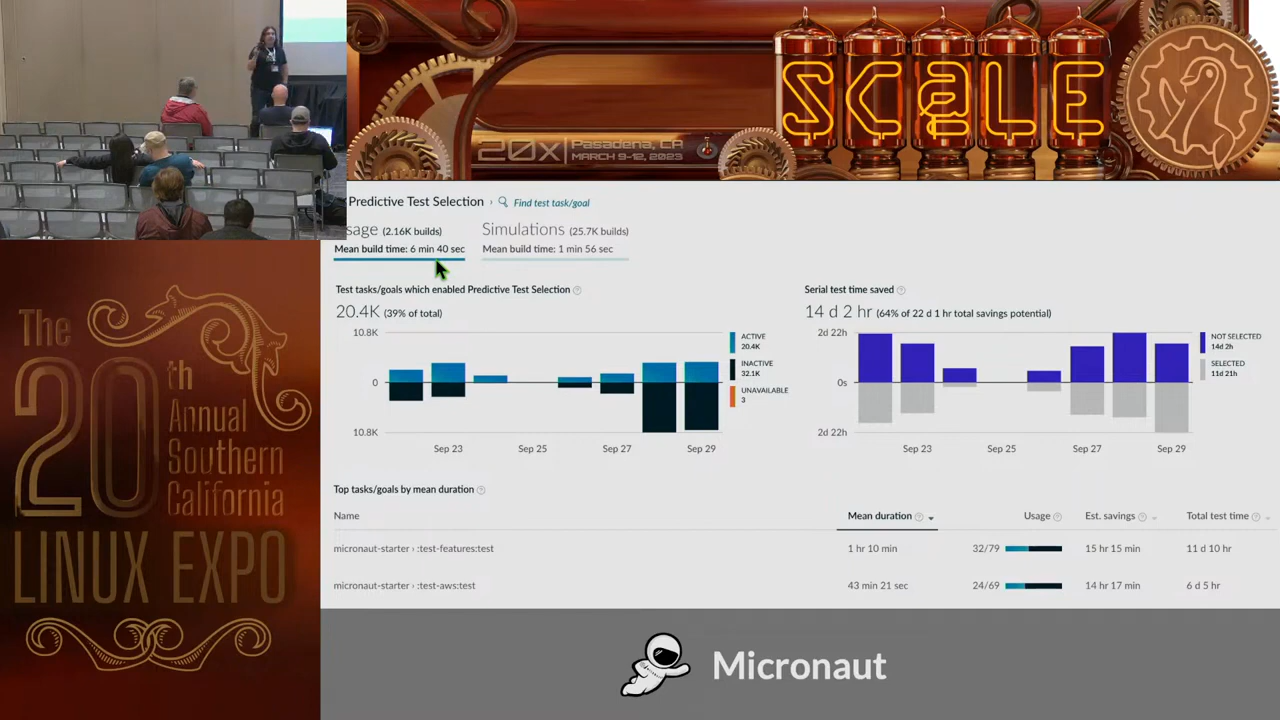 SCaLE
20x
Pasadena, CA
MARCH 9-12, 2023
Predictive Test Selection › Find test task/goal
sage (2.16K builds)
Mean build time: 6 min 40 sec
Simulations (25.7K builds)
Mean build time: 1 min 56 sec
Test tasks/goals which enabled Predictive Test Selection
20.4K (39% of total)
10.8K
0
10.8K
Sep 23
Sep 25
Sep 27
Sep 29
ACTIVE
20.4K
INACTIVE
32.1K
UNAVAILABLE
3
Serial test time saved
14 d 2 hr (64% of 22 d 1 hr total savings potential)
2d 22h
0s
2d 22h
Sep 23
Sep 25
Sep 27
Sep 29
NOT SELECTED
14d 2h
SELECTED
11d 21h
Top tasks/goals by mean duration
Name Mean duration Usage Est. savings Total test time
micronaut-starter › :test-features:test 1 hr 10 min 32/79 15 hr 15 min 11 d 10 hr
micronaut-starter › :test-aws:test 43 min 21 sec 24/69 14 hr 17 min 6 d 5 hr
Micronaut
The
20th
Annual
Southern
California
LINUX EXPO